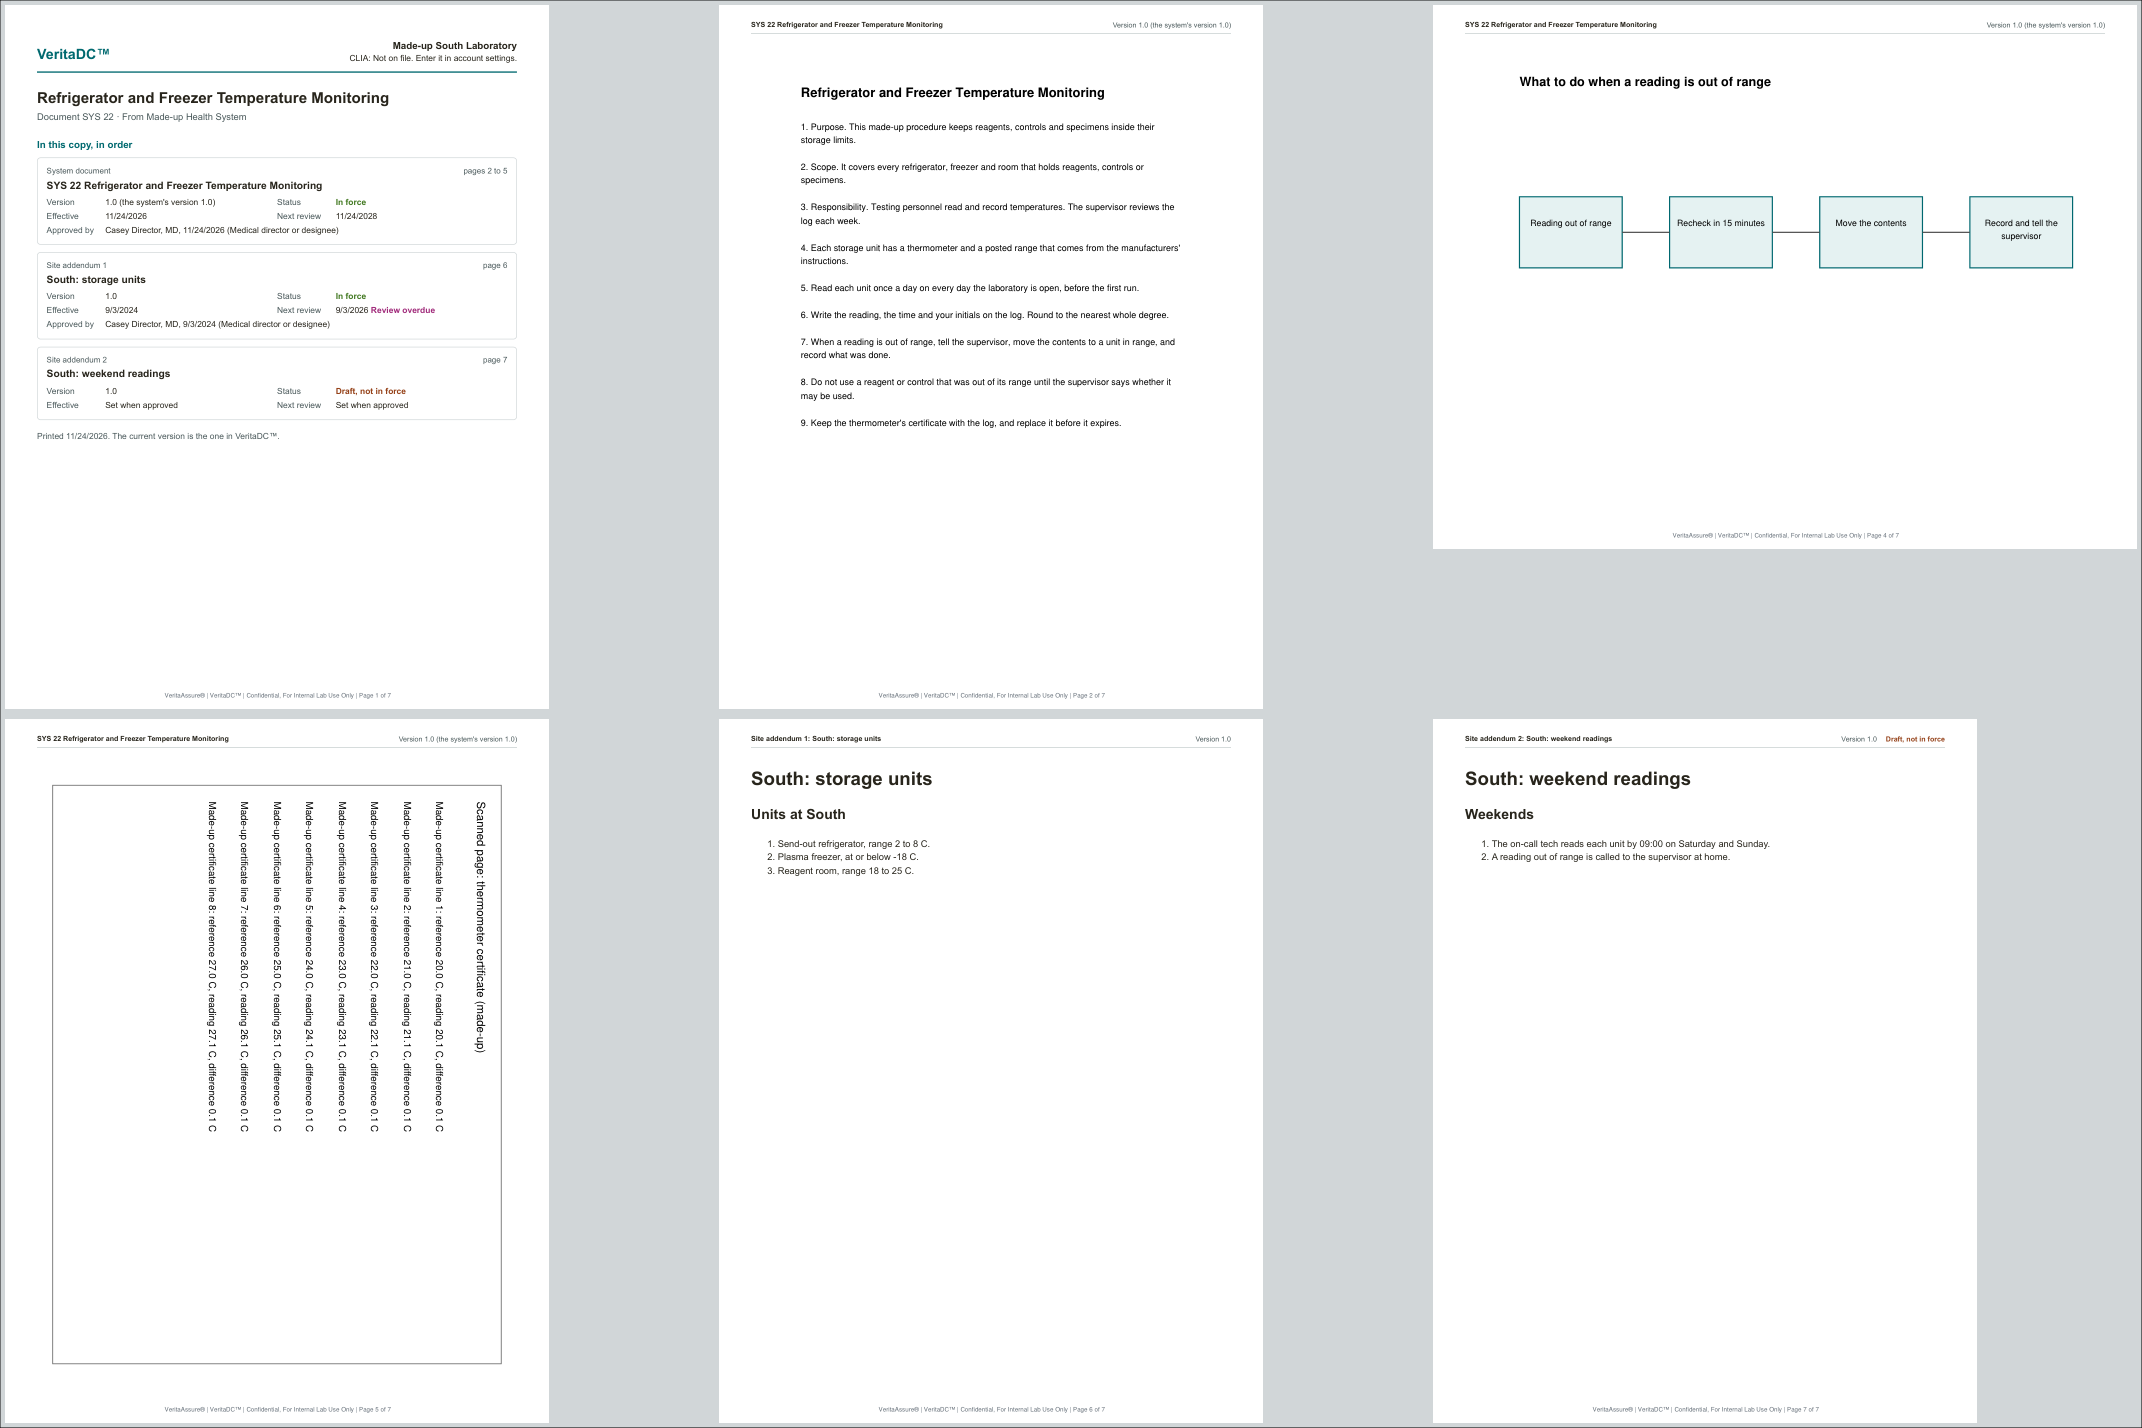 VeritaDC™
Made-up South Laboratory
CLIA: Not on file. Enter it in account settings.
Refrigerator and Freezer Temperature Monitoring
Document SYS 22 · From Made-up Health System
In this copy, in order
System document pages 2 to 5
SYS 22 Refrigerator and Freezer Temperature Monitoring
Version 1.0 (the system's version 1.0) Status In force
Effective 11/24/2026 Next review 11/24/2028
Approved by Casey Director, MD, 11/24/2026 (Medical director or designee)
Site addendum 1 page 6
South: storage units
Version 1.0 Status In force
Effective 9/3/2024 Next review 9/3/2026 Review overdue
Approved by Casey Director, MD, 9/3/2024 (Medical director or designee)
Site addendum 2 page 7
South: weekend readings
Version 1.0 Status Draft, not in force
Effective Set when approved Next review Set when approved
Printed 11/24/2026. The current version is the one in VeritaDC™.
VeritaAssure® | VeritaDC™ | Confidential, For Internal Lab Use Only | Page 1 of 7
SYS 22 Refrigerator and Freezer Temperature Monitoring Version 1.0 (the system's version 1.0)
Refrigerator and Freezer Temperature Monitoring
1. Purpose. This made-up procedure keeps reagents, controls and specimens inside their
storage limits.
2. Scope. It covers every refrigerator, freezer and room that holds reagents, controls or
specimens.
3. Responsibility. Testing personnel read and record temperatures. The supervisor reviews the
log each week.
4. Each storage unit has a thermometer and a posted range that comes from the manufacturers'
instructions.
5. Read each unit once a day on every day the laboratory is open, before the first run.
6. Write the reading, the time and your initials on the log. Round to the nearest whole degree.
7. When a reading is out of range, tell the supervisor, move the contents to a unit in range, and
record what was done.
8. Do not use a reagent or control that was out of its range until the supervisor says whether it
may be used.
9. Keep the thermometer's certificate with the log, and replace it before it expires.
VeritaAssure® | VeritaDC™ | Confidential, For Internal Lab Use Only | Page 2 of 7
SYS 22 Refrigerator and Freezer Temperature Monitoring Version 1.0 (the system's version 1.0)
What to do when a reading is out of range
Reading out of range
Recheck in 15 minutes
Move the contents
Record and tell the
supervisor
VeritaAssure® | VeritaDC™ | Confidential, For Internal Lab Use Only | Page 4 of 7
SYS 22 Refrigerator and Freezer Temperature Monitoring Version 1.0 (the system's version 1.0)
Scanned page: thermometer certificate (made-up)
Made-up certificate line 1: reference 20.0 C, reading 20.1 C, difference 0.1 C
Made-up certificate line 2: reference 21.0 C, reading 21.1 C, difference 0.1 C
Made-up certificate line 3: reference 22.0 C, reading 22.1 C, difference 0.1 C
Made-up certificate line 4: reference 23.0 C, reading 23.1 C, difference 0.1 C
Made-up certificate line 5: reference 24.0 C, reading 24.1 C, difference 0.1 C
Made-up certificate line 6: reference 25.0 C, reading 25.1 C, difference 0.1 C
Made-up certificate line 7: reference 26.0 C, reading 26.1 C, difference 0.1 C
Made-up certificate line 8: reference 27.0 C, reading 27.1 C, difference 0.1 C
VeritaAssure® | VeritaDC™ | Confidential, For Internal Lab Use Only | Page 5 of 7
Site addendum 1: South: storage units Version 1.0
South: storage units
Units at South
1. Send-out refrigerator, range 2 to 8 C.
2. Plasma freezer, at or below -18 C.
3. Reagent room, range 18 to 25 C.
VeritaAssure® | VeritaDC™ | Confidential, For Internal Lab Use Only | Page 6 of 7
Site addendum 2: South: weekend readings Version 1.0 Draft, not in force
South: weekend readings
Weekends
1. The on-call tech reads each unit by 09:00 on Saturday and Sunday.
2. A reading out of range is called to the supervisor at home.
VeritaAssure® | VeritaDC™ | Confidential, For Internal Lab Use Only | Page 7 of 7